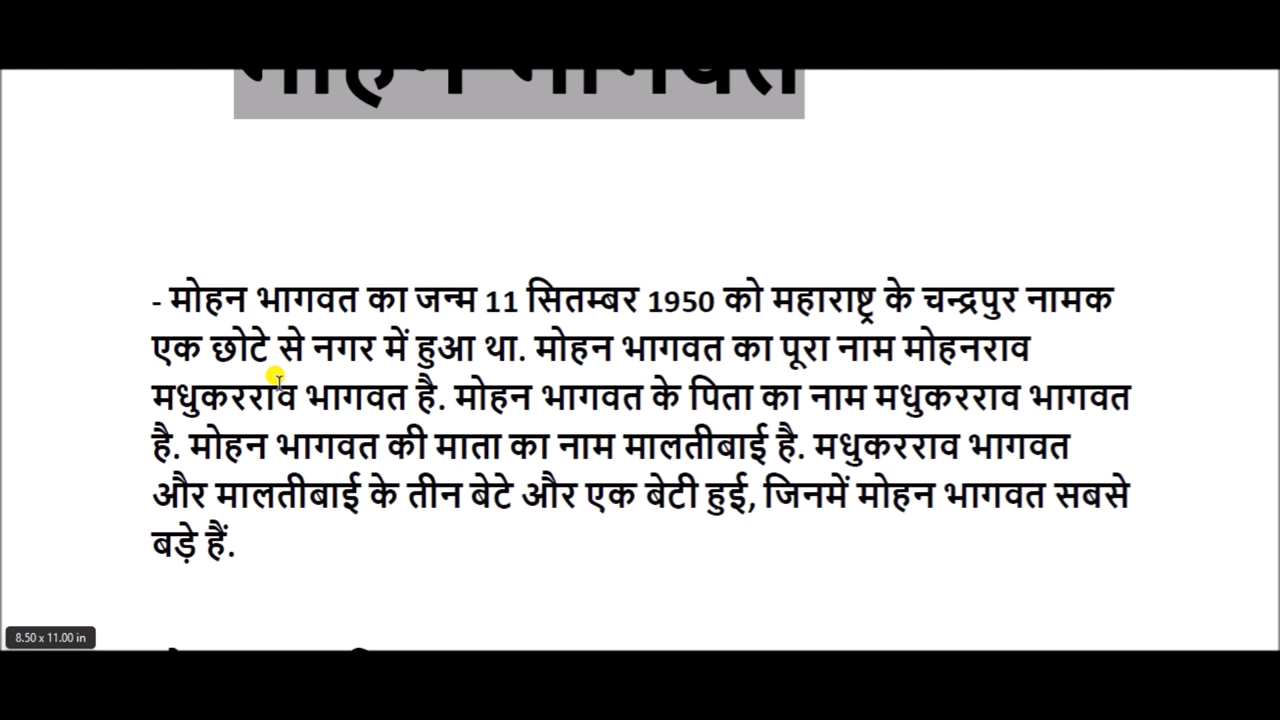 मोहन भागवत
- मोहन भागवत का जन्म 11 सितम्बर 1950 को महाराष्ट्र के चन्द्रपुर नामक
एक छोटे से नगर में हुआ था. मोहन भागवत का पूरा नाम मोहनराव
मधुकरराव भागवत है. मोहन भागवत के पिता का नाम मधुकरराव भागवत
है. मोहन भागवत की माता का नाम मालतीबाई है. मधुकरराव भागवत
और मालतीबाई के तीन बेटे और एक बेटी हुई, जिनमें मोहन भागवत सबसे
बड़े हैं.
8.50 x 11.00 in